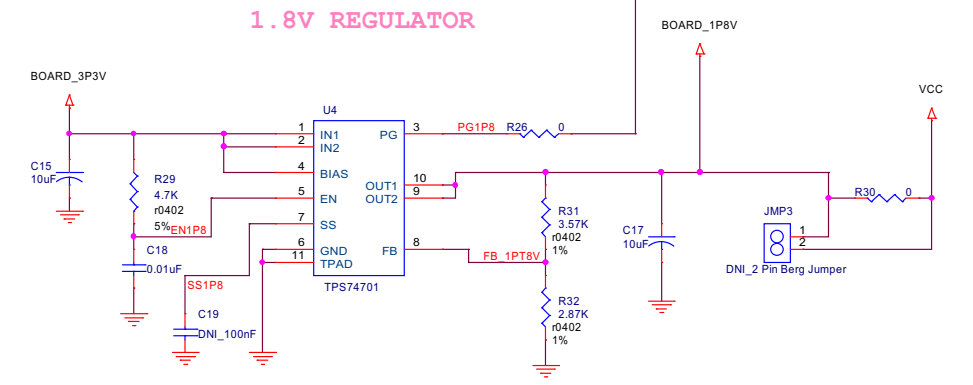 1.8V REGULATOR
BOARD_1P8V
BOARD_3P3V
VCC
U4
1 IN1 PG 3 PG1P8 R26 0
2 IN2
4 BIAS
C15
10uF
R29
4.7K
r0402
5%
EN1P8
5 EN
OUT1 10
OUT2 9
7 SS
6 GND FB 8 FB_1PT8V
11 TPAD
TPS74701
C18
0.01uF
SS1P8
C19
DNI_100nF
R31
3.57K
r0402
1%
R32
2.87K
r0402
1%
C17
10uF
R30 0
JMP3
1
2
DNI_2 Pin Berg Jumper